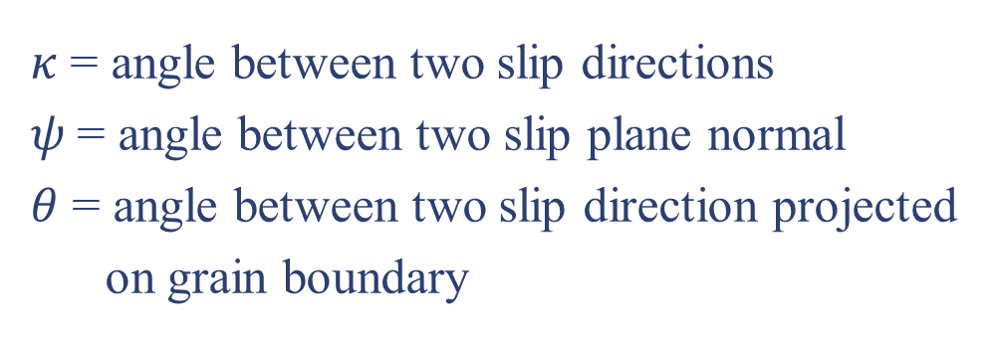 κ = angle between two slip directions
ψ = angle between two slip plane normal
θ = angle between two slip direction projected
on grain boundary